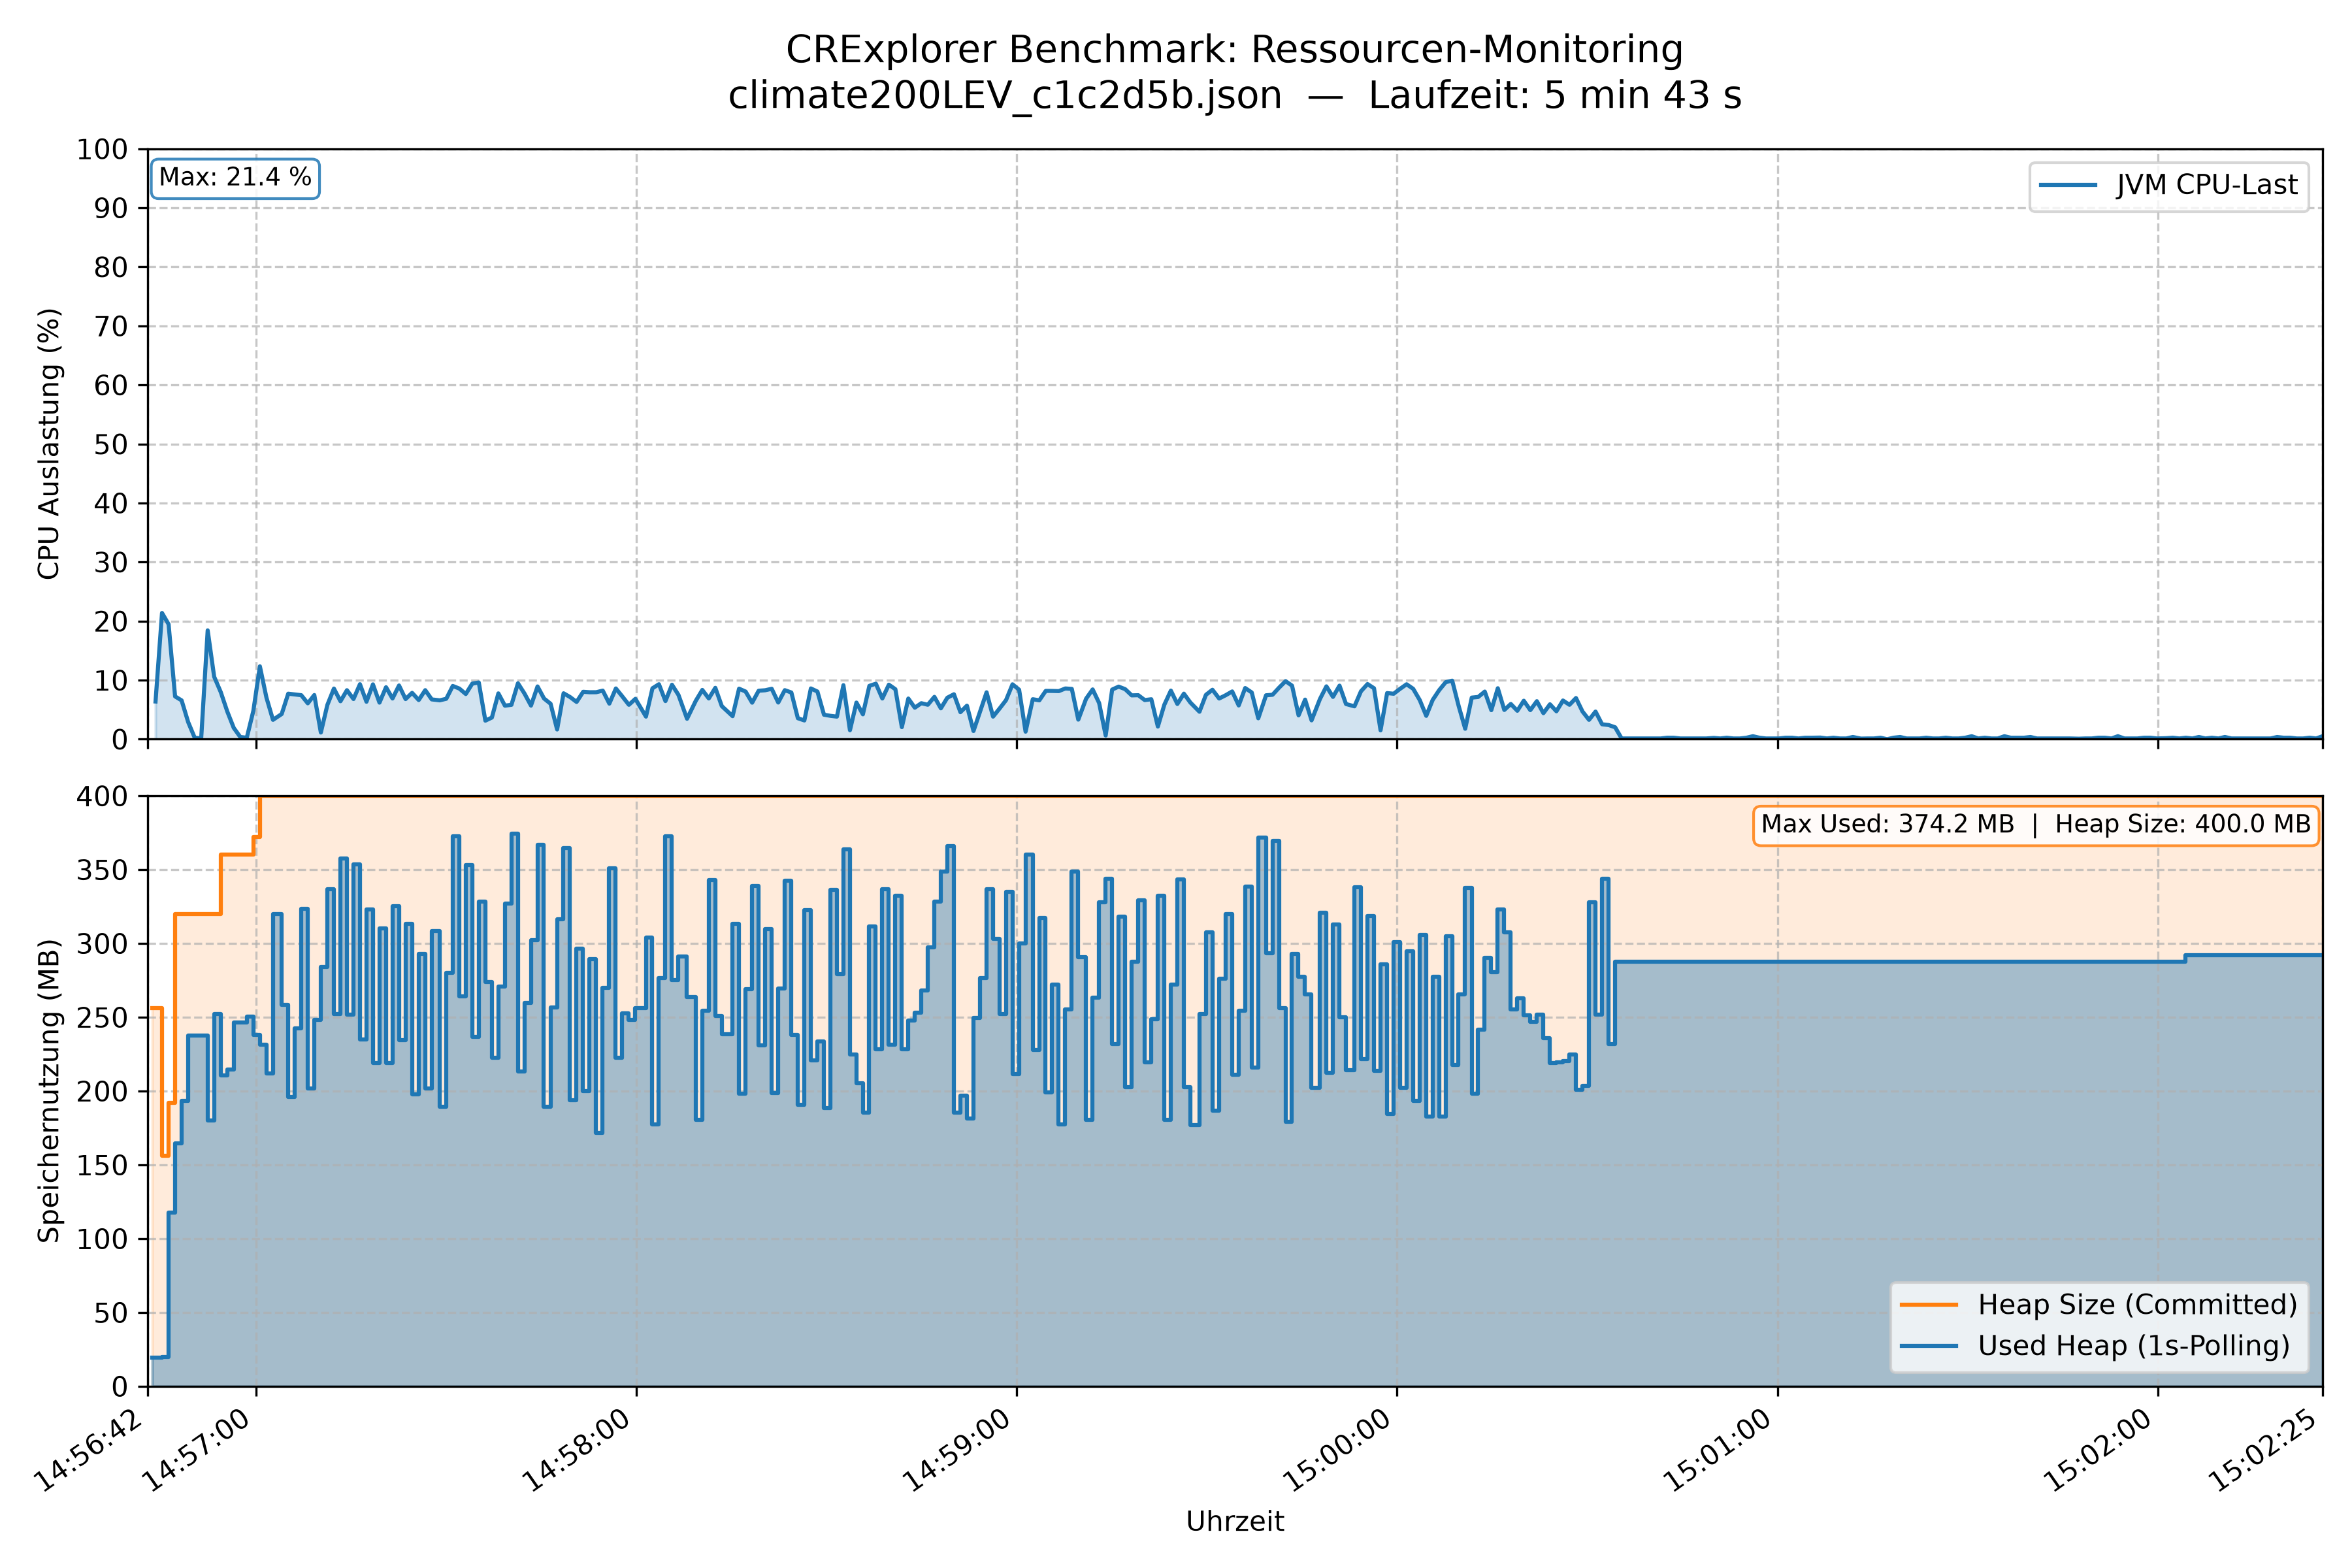 CRExplorer Benchmark: Ressourcen-Monitoring
climate200LEV_c1c2d5b.json — Laufzeit: 5 min 43 s
Max: 21.4 %
JVM CPU-Last
CPU Auslastung (%)
100
90
80
70
60
50
40
30
20
10
0
Max Used: 374.2 MB | Heap Size: 400.0 MB
Speichernutzung (MB)
400
350
300
250
200
150
100
50
0
Heap Size (Committed)
Used Heap (1s-Polling)
14:56:42
14:57:00
14:58:00
14:59:00
15:00:00
15:01:00
15:02:00
15:02:25
Uhrzeit